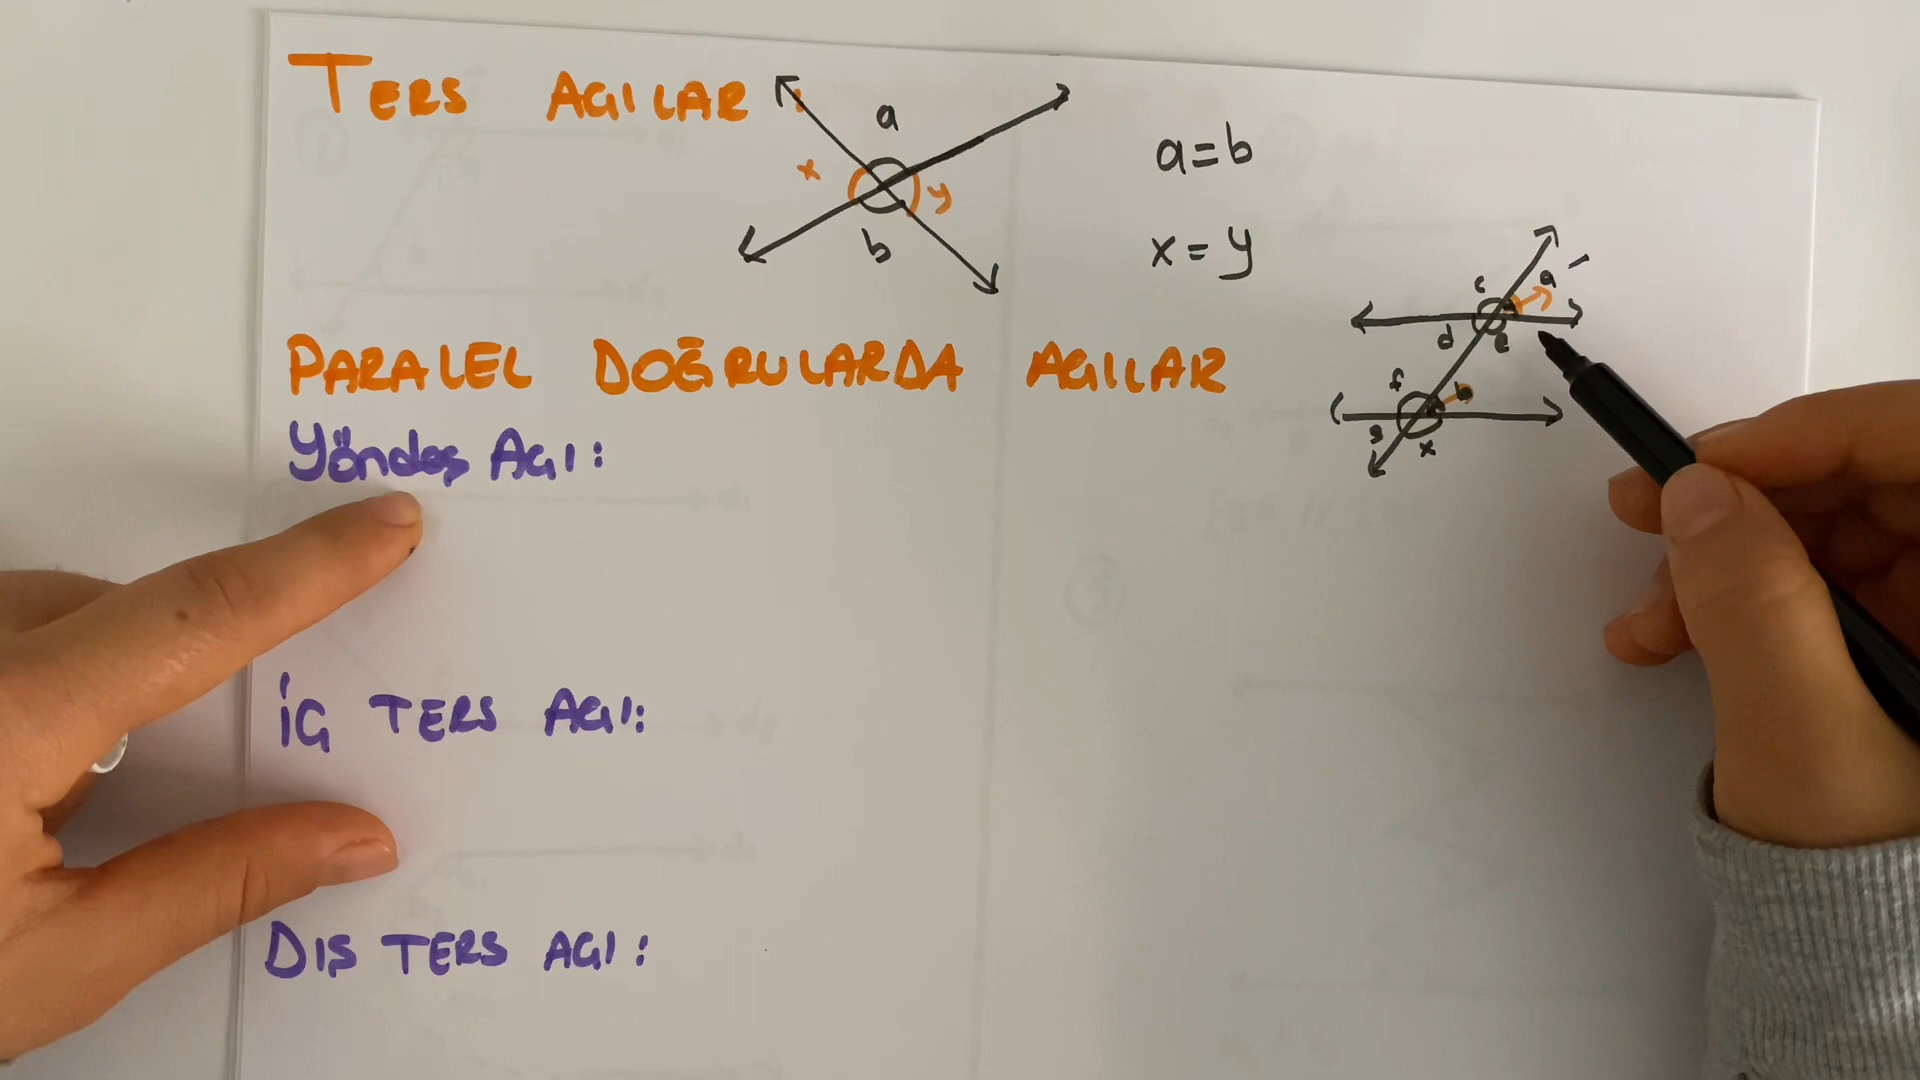 TERS AÇILAR:
a
x
y
b
a=b
x=y
PARALEL DOĞRULARDA AÇILAR
c a
d e
f b
g x
Yöndeş Açı:
İÇ TERS AÇI:
DIŞ TERS AÇI: